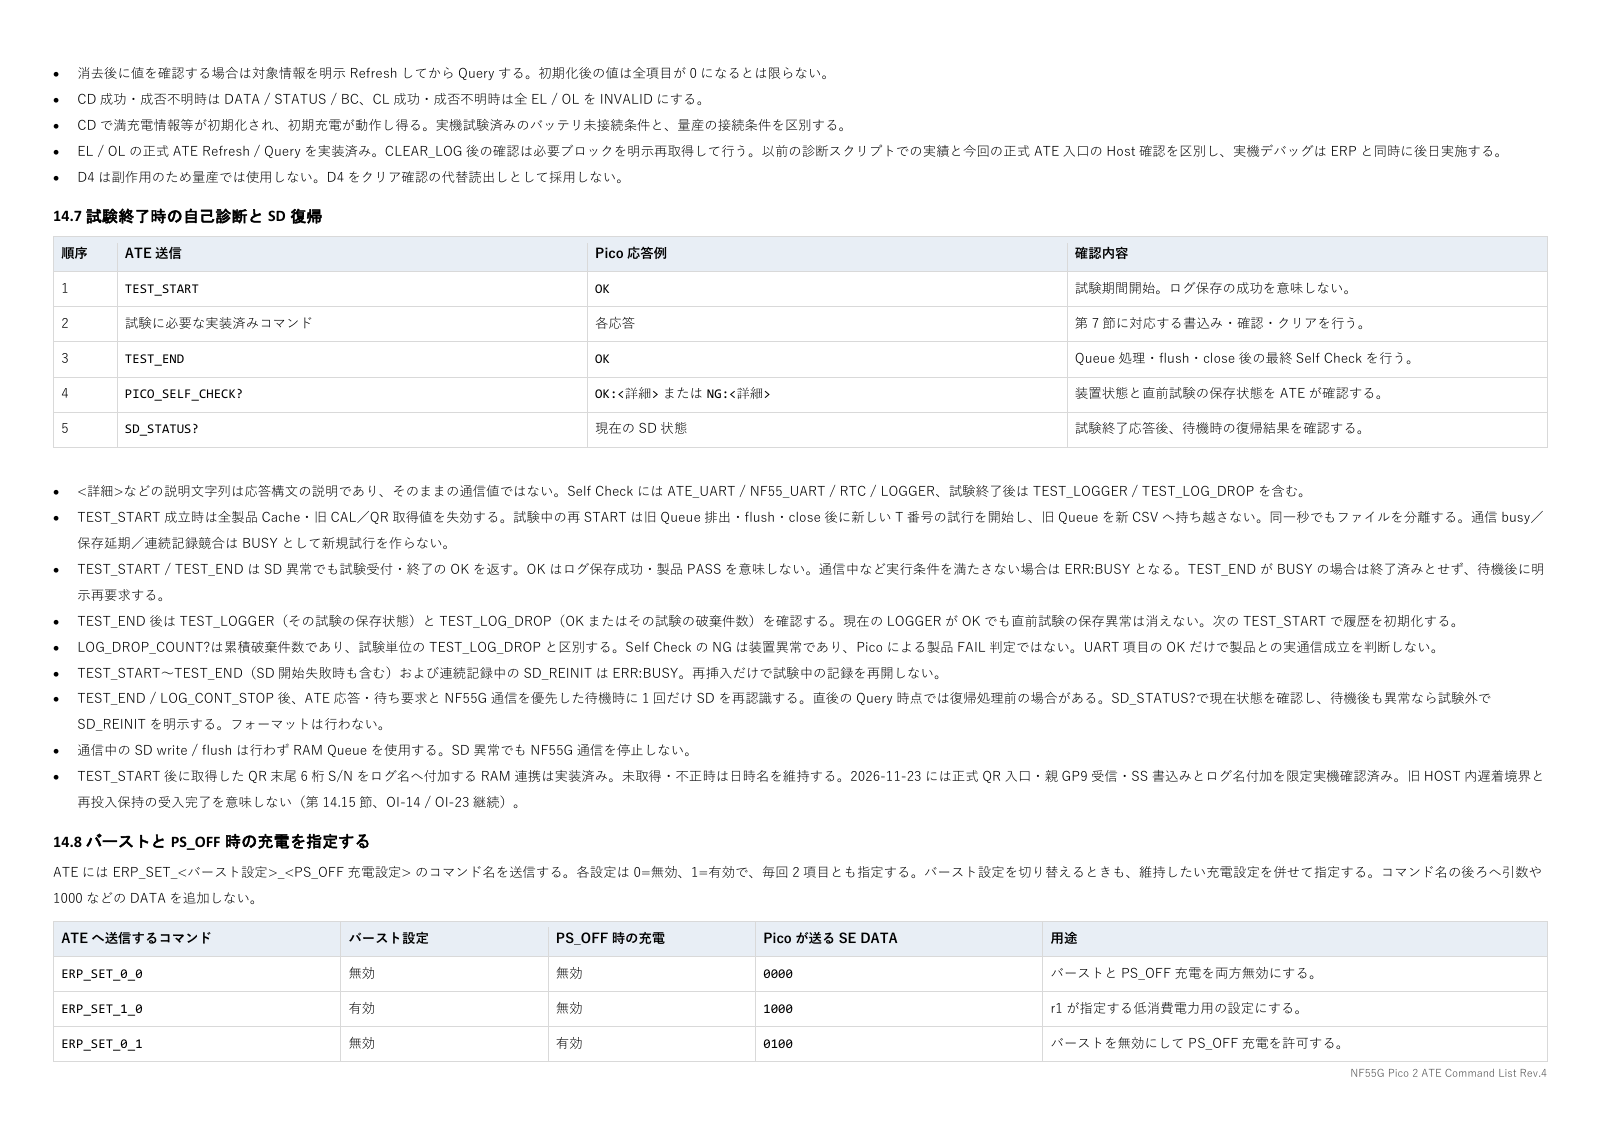 • 消去後に値を確認する場合は対象情報を明示 Refresh してから Query する。初期化後の値は全項目が 0 になるとは限らない。
• CD 成功・成否不明時は DATA / STATUS / BC、CL 成功・成否不明時は全 EL / OL を INVALID にする。
• CD で満充電情報等が初期化され、初期充電が動作し得る。実機試験済みのバッテリ未接続条件と、量産の接続条件を区別する。
• EL / OL の正式 ATE Refresh / Query を実装済み。CLEAR_LOG 後の確認は必要ブロックを明示再取得して行う。以前の診断スクリプトでの実績と今回の正式 ATE 入口の Host 確認を区別し、実機デバッグは ERP と同時に後日実施する。
• D4 は副作用のため量産では使用しない。D4 をクリア確認の代替読出しとして採用しない。
14.7 試験終了時の自己診断と SD 復帰
順序 ATE 送信 Pico 応答例 確認内容
1 TEST_START OK 試験期間開始。ログ保存の成功を意味しない。
2 試験に必要な実装済みコマンド 各応答 第 7 節に対応する書込み・確認・クリアを行う。
3 TEST_END OK Queue 処理・flush・close 後の最終 Self Check を行う。
4 PICO_SELF_CHECK? OK:<詳細> または NG:<詳細> 装置状態と直前試験の保存状態を ATE が確認する。
5 SD_STATUS? 現在の SD 状態 試験終了応答後、待機時の復帰結果を確認する。
• <詳細>などの説明文字列は応答構文の説明であり、そのままの通信値ではない。Self Check には ATE_UART / NF55_UART / RTC / LOGGER、試験終了後は TEST_LOGGER / TEST_LOG_DROP を含む。
• TEST_START 成立時は全製品 Cache・旧 CAL／QR 取得値を失効する。試験中の再 START は旧 Queue 排出・flush・close 後に新しい T 番号の試行を開始し、旧 Queue を新 CSV へ持ち越さない。同一秒でもファイルを分離する。通信 busy／
保存延期／連続記録競合は BUSY として新規試行を作らない。
• TEST_START / TEST_END は SD 異常でも試験受付・終了の OK を返す。OK はログ保存成功・製品 PASS を意味しない。通信中など実行条件を満たさない場合は ERR:BUSY となる。TEST_END が BUSY の場合は終了済みとせず、待機後に明
示再要求する。
• TEST_END 後は TEST_LOGGER（その試験の保存状態）と TEST_LOG_DROP（OK またはその試験の破棄件数）を確認する。現在の LOGGER が OK でも直前試験の保存異常は消えない。次の TEST_START で履歴を初期化する。
• LOG_DROP_COUNT?は累積破棄件数であり、試験単位の TEST_LOG_DROP と区別する。Self Check の NG は装置異常であり、Pico による製品 FAIL 判定ではない。UART 項目の OK だけで製品との実通信成立を判断しない。
• TEST_START～TEST_END（SD 開始失敗時も含む）および連続記録中の SD_REINIT は ERR:BUSY。再挿入だけで試験中の記録を再開しない。
• TEST_END / LOG_CONT_STOP 後、ATE 応答・待ち要求と NF55G 通信を優先した待機時に 1 回だけ SD を再認識する。直後の Query 時点では復帰処理前の場合がある。SD_STATUS?で現在状態を確認し、待機後も異常なら試験外で
SD_REINIT を明示する。フォーマットは行わない。
• 通信中の SD write / flush は行わず RAM Queue を使用する。SD 異常でも NF55G 通信を停止しない。
• TEST_START 後に取得した QR 末尾 6 桁 S/N をログ名へ付加する RAM 連携は実装済み。未取得・不正時は日時名を維持する。2026-11-23 には正式 QR 入口・親 GP9 受信・SS 書込みとログ名付加を限定実機確認済み。旧 HOST 内遅着境界と
再投入保持の受入完了を意味しない（第 14.15 節、OI-14 / OI-23 継続）。
14.8 バーストと PS_OFF 時の充電を指定する
ATE には ERP_SET_<バースト設定>_<PS_OFF 充電設定> のコマンド名を送信する。各設定は 0=無効、1=有効で、毎回 2 項目とも指定する。バースト設定を切り替えるときも、維持したい充電設定を併せて指定する。コマンド名の後ろへ引数や
1000 などの DATA を追加しない。
ATE へ送信するコマンド バースト設定 PS_OFF 時の充電 Pico が送る SE DATA 用途
ERP_SET_0_0 無効 無効 0000 バーストと PS_OFF 充電を両方無効にする。
ERP_SET_1_0 有効 無効 1000 r1 が指定する低消費電力用の設定にする。
ERP_SET_0_1 無効 有効 0100 バーストを無効にして PS_OFF 充電を許可する。
NF55G Pico 2 ATE Command List Rev.4